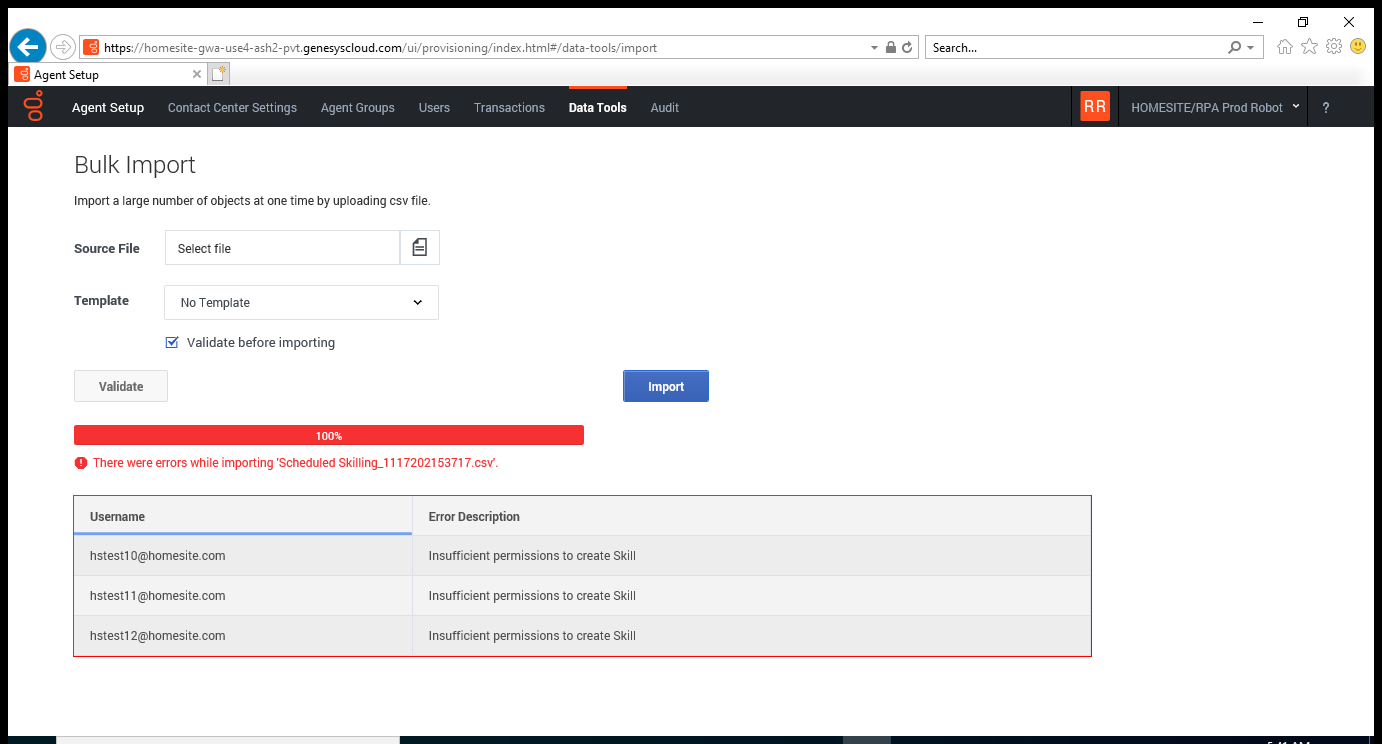 https://homesite-gwa-use4-ash2-pvt.genesyscloud.com/ui/provisioning/index.html#/data-tools/import
Search...
Agent Setup
Agent Setup Contact Center Settings Agent Groups Users Transactions Data Tools Audit RR HOMESITE/RPA Prod Robot ?
Bulk Import
Import a large number of objects at one time by uploading csv file.
Source File Select file
Template No Template
Validate before importing
Validate Import
100%
There were errors while importing 'Scheduled Skilling_1117202153717.csv'.
Username Error Description
hstest10@homesite.com Insufficient permissions to create Skill
hstest11@homesite.com Insufficient permissions to create Skill
hstest12@homesite.com Insufficient permissions to create Skill